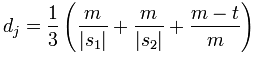 d_j = \frac{1}{3} \left( \frac{m}{|s_1|} + \frac{m}{|s_2|} + \frac{m - t}{m} \right)